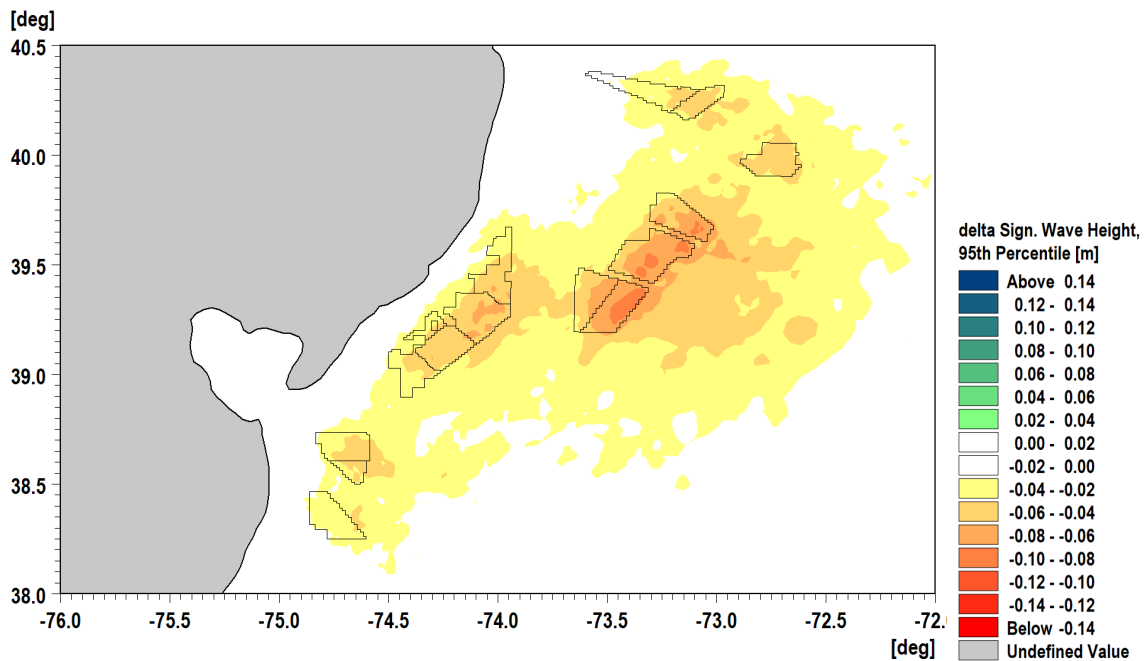 [deg]
40.5
40.0
39.5
39.0
38.5
38.0
-76.0 -75.5 -75.0 -74.5 -74.0 -73.5 -73.0 -72.5 -72.0
[deg]
delta Sign. Wave Height,
95th Percentile [m]
Above 0.14
0.12 - 0.14
0.10 - 0.12
0.08 - 0.10
0.06 - 0.08
0.04 - 0.06
0.02 - 0.04
0.00 - 0.02
-0.02 - 0.00
-0.04 - -0.02
-0.06 - -0.04
-0.08 - -0.06
-0.10 - -0.08
-0.12 - -0.10
-0.14 - -0.12
Below -0.14
Undefined Value